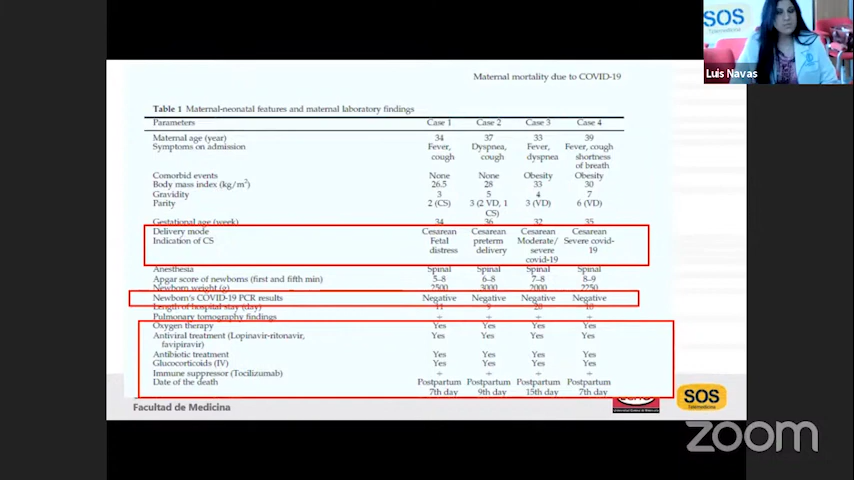 SOS
Telemedicina
SOS
Luis Navas
Maternal mortality due to COVID-19
Table 1 Maternal-neonatal features and maternal laboratory findings
Parameters Case 1 Case 2 Case 3 Case 4
Maternal age (year) 34 37 33 39
Symptoms on admission Fever, Dyspnea, Fever, Fever, cough
cough cough dyspnea shortness
of breath
Comorbid events None None Obesity Obesity
Body mass index (kg/m²) 26.5 28 33 30
Gravidity 3 5 4 7
Parity 2 (CS) 3 (2 VD, 1 3 (VD) 6 (VD)
CS)
Gestational age (week) 34 36 32 35
Delivery mode Cesarean Cesarean Cesarean Cesarean
Indication of CS Fetal preterm Moderate/ Severe covid-
distress delivery severe 19
covid-19
Anesthesia Spinal Spinal Spinal Spinal
Apgar score of newborns (first and fifth min) 5–8 6–8 7–8 8–9
Newborn weight (g) 2500 3000 2000 2250
Newborn's COVID-19 PCR results Negative Negative Negative Negative
Length of hospital stay (day) 11 9
Pulmonary tomography findings + + + +
Oxygen therapy Yes Yes Yes Yes
Antiviral treatment (Lopinavir-ritonavir, Yes Yes Yes Yes
favipiravir)
Antibiotic treatment Yes Yes Yes Yes
Glucocorticoids (IV) Yes Yes Yes Yes
Immune suppressor (Tocilizumab) + + + +
Date of the death Postpartum Postpartum Postpartum Postpartum
7th day 9th day 15th day 7th day
Facultad de Medicina
SOS
Telemedicina
zoom